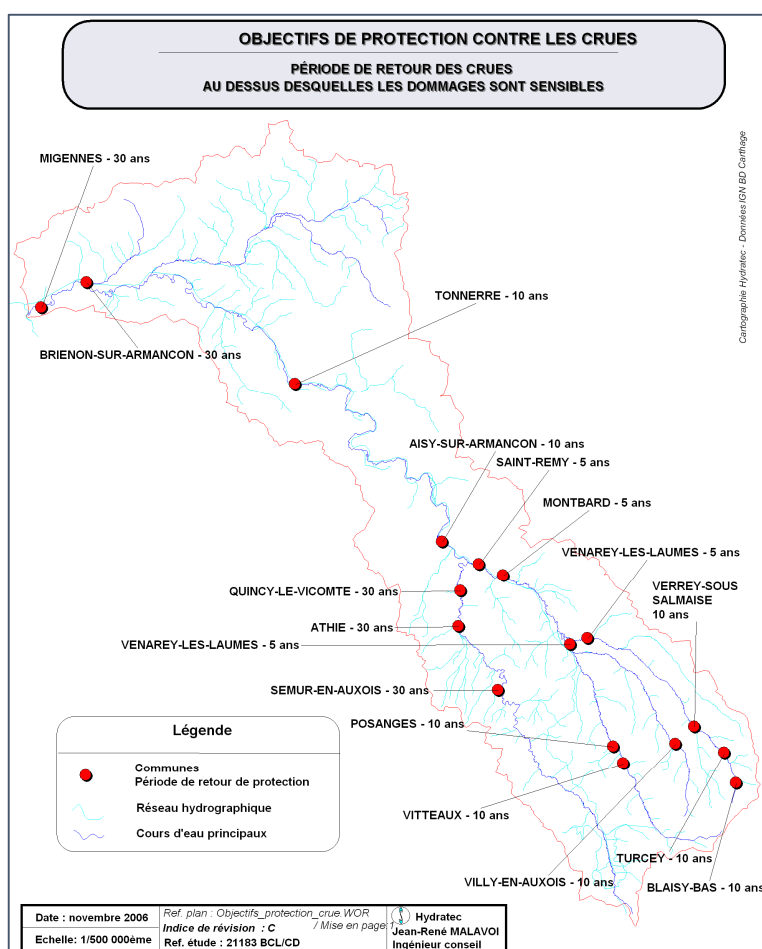 OBJECTIFS DE PROTECTION CONTRE LES CRUES
PÉRIODE DE RETOUR DES CRUES
AU DESSUS DESQUELLES LES DOMMAGES SONT SENSIBLES
Cartographie Hydratec - Données IGN BD Carthage
MIGENNES - 30 ans
TONNERRE - 10 ans
BRIENON-SUR-ARMANCON - 30 ans
AISY-SUR-ARMANCON - 10 ans
SAINT-REMY - 5 ans
MONTBARD - 5 ans
VENAREY-LES-LAUMES - 5 ans
VERREY-SOUS
SALMAISE
10 ans
QUINCY-LE-VICOMTE - 30 ans
ATHIE - 30 ans
VENAREY-LES-LAUMES - 5 ans
SEMUR-EN-AUXOIS - 30 ans
POSANGES - 10 ans
VITTEAUX - 10 ans
TURCEY - 10 ans
VILLY-EN-AUXOIS - 10 ans
BLAISY-BAS - 10 ans
Légende
Communes
Période de retour de protection
Réseau hydrographique
Cours d'eau principaux
Date : novembre 2006
Echelle: 1/500 000ème
Ref. plan : Objectifs_protection_crue.WOR
/ Mise en page:1
Indice de révision : C
Ref. étude : 21183 BCL/CD
Hydratec
Jean-René MALAVOI
Ingénieur conseil